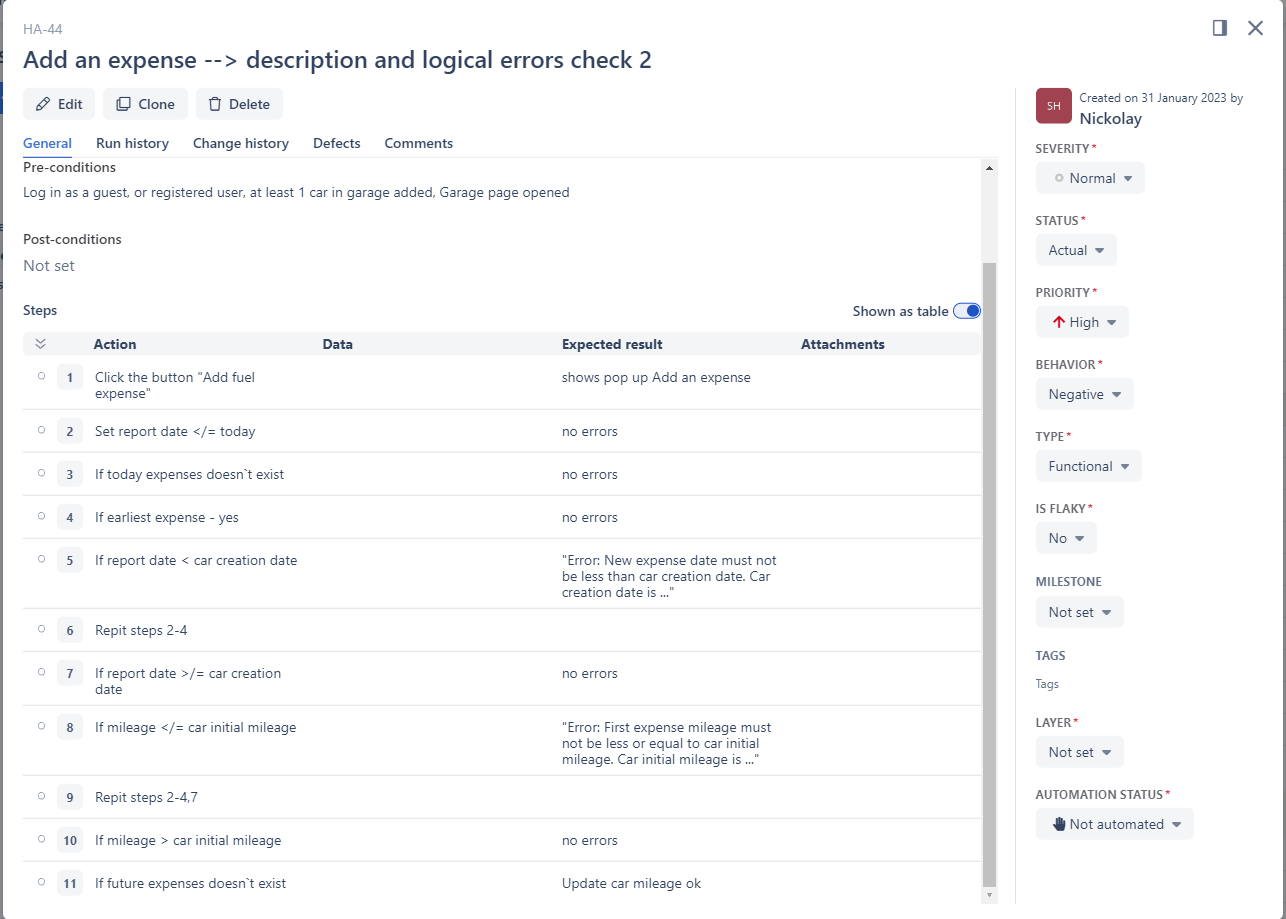 HA-44
Add an expense --> description and logical errors check 2
Edit
Clone
Delete
General
Run history
Change history
Defects
Comments
Pre-conditions
Log in as a guest, or registered user, at least 1 car in garage added, Garage page opened
Post-conditions
Not set
Steps
Shown as table
Action Data Expected result Attachments
1 Click the button "Add fuel shows pop up Add an expense
expense"
2 Set report date </= today no errors
3 If today expenses doesn`t exist no errors
4 If earliest expense - yes no errors
5 If report date < car creation date "Error: New expense date must not
be less than car creation date. Car
creation date is ..."
6 Repit steps 2-4
7 If report date >/= car creation no errors
date
8 If mileage </= car initial mileage "Error: First expense mileage must
not be less or equal to car initial
mileage. Car initial mileage is ..."
9 Repit steps 2-4,7
10 If mileage > car initial mileage no errors
11 If future expenses doesn`t exist Update car mileage ok
SH
Created on 31 January 2023 by
Nickolay
SEVERITY*
Normal
STATUS*
Actual
PRIORITY*
High
BEHAVIOR*
Negative
TYPE*
Functional
IS FLAKY*
No
MILESTONE
Not set
TAGS
Tags
LAYER*
Not set
AUTOMATION STATUS*
Not automated